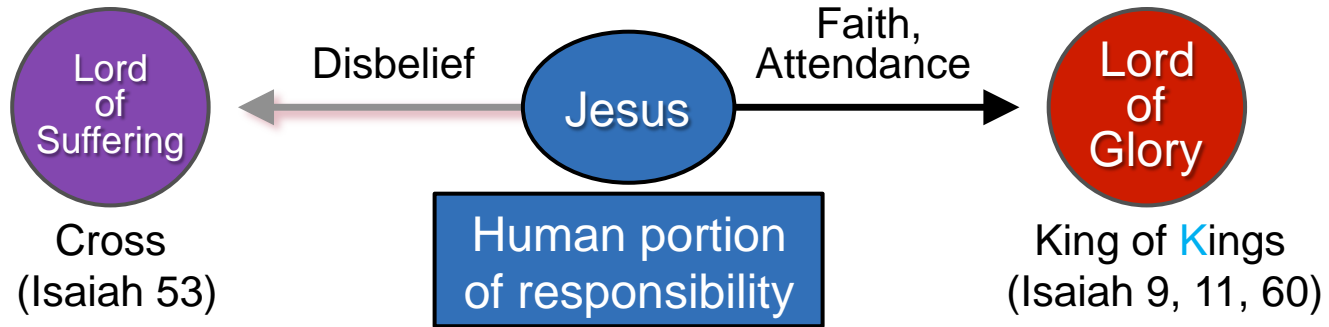 Lord
of
Suffering
Disbelief
Jesus
Faith,
Attendance
Lord
of
Glory
Cross
(Isaiah 53)
Human portion
of responsibility
King of Kings
(Isaiah 9, 11, 60)